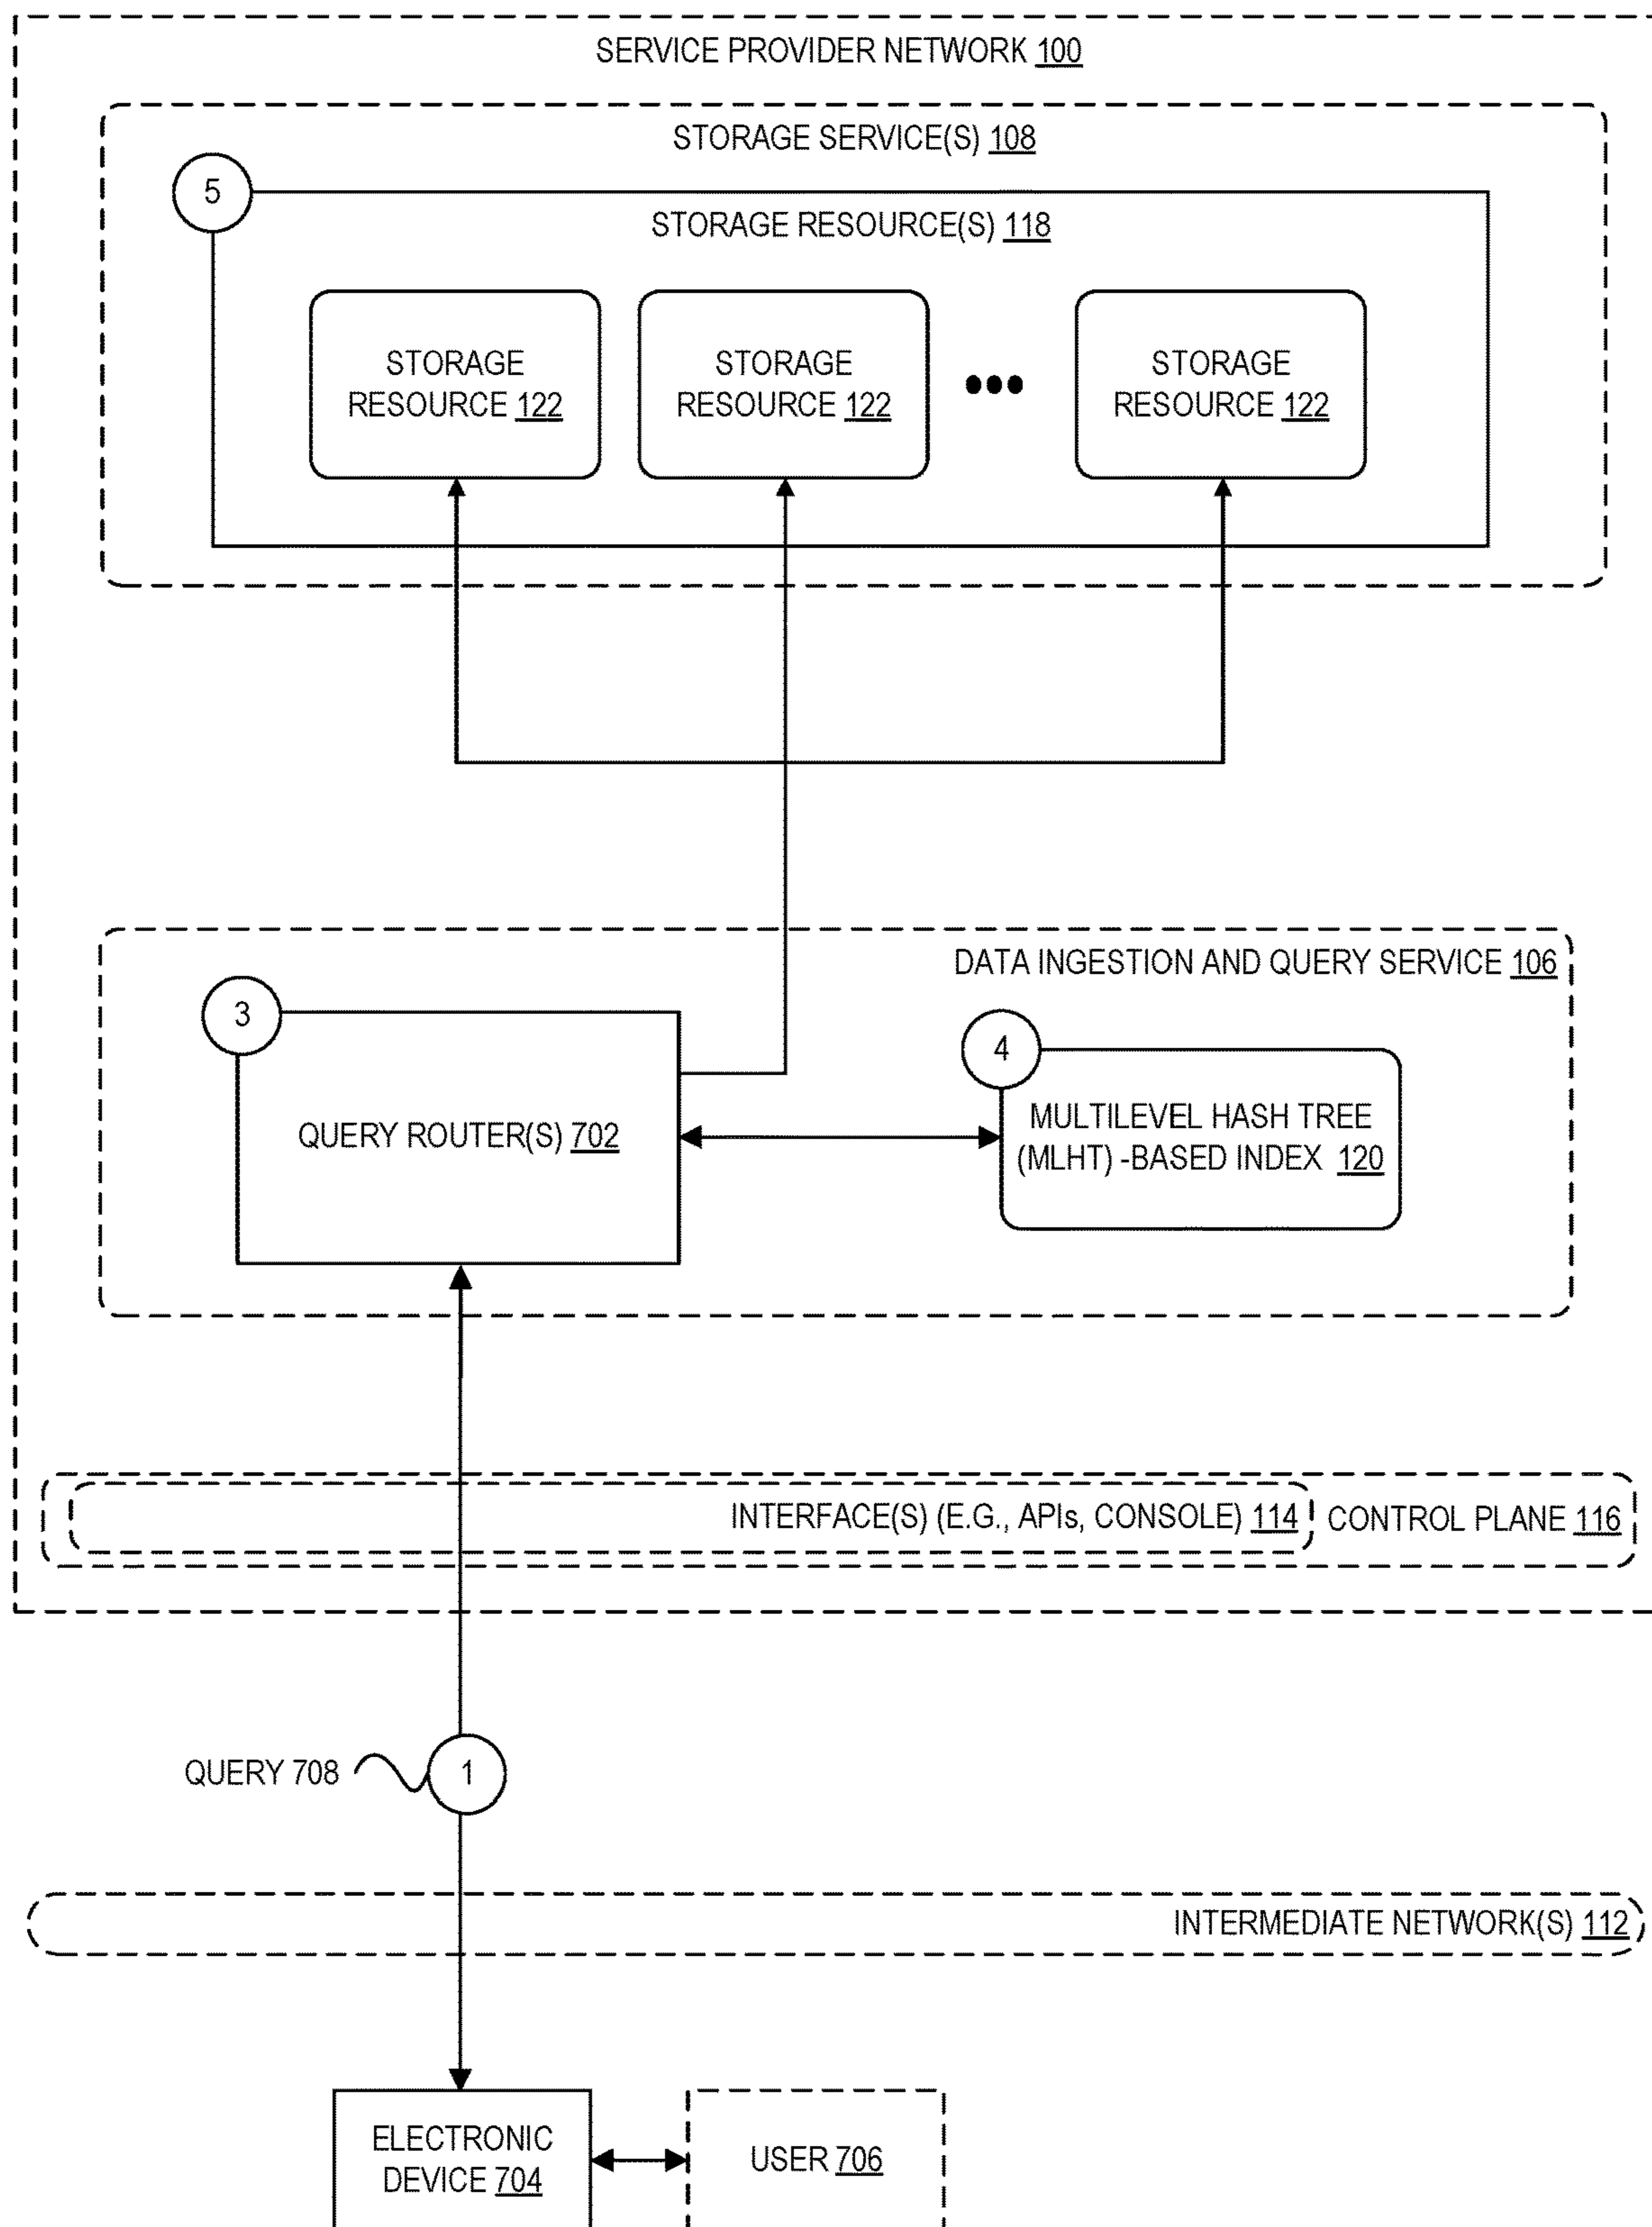 SERVICE PROVIDER NETWORK 100
STORAGE SERVICE(S) 108
5
STORAGE RESOURCE(S) 118
STORAGE
RESOURCE 122
STORAGE
RESOURCE 122
STORAGE
RESOURCE 122
DATA INGESTION AND QUERY SERVICE 106
3
4
QUERY ROUTER(S) 702
MULTILEVEL HASH TREE
(MLHT) -BASED INDEX 120
INTERFACE(S) (E.G., APIs, CONSOLE) 114
CONTROL PLANE 116
QUERY 708
1
INTERMEDIATE NETWORK(S) 112
ELECTRONIC
DEVICE 704
USER 706